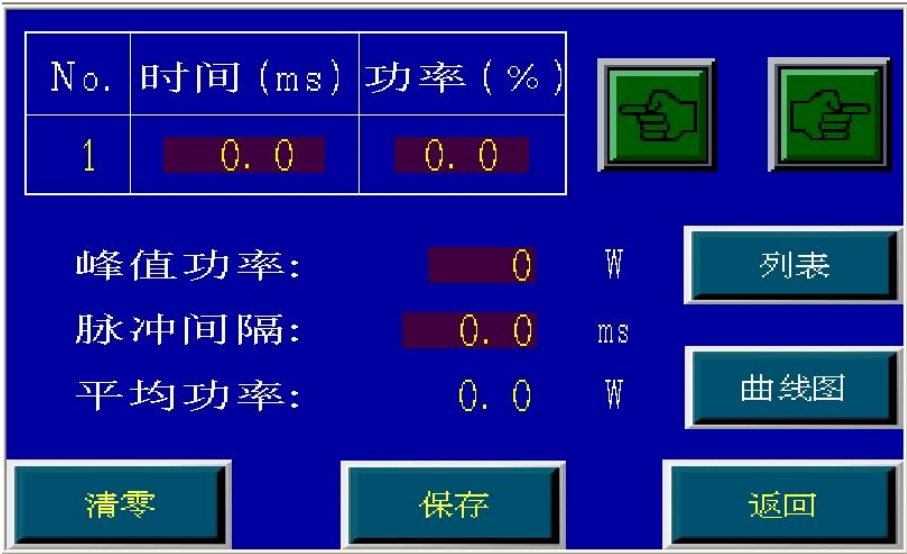 No. 时间(ms) 功率(%)
1 0.0 0.0
峰值功率: 0 W 列表
脉冲间隔: 0.0 ms
平均功率: 0.0 W 曲线图
清零 保存 返回